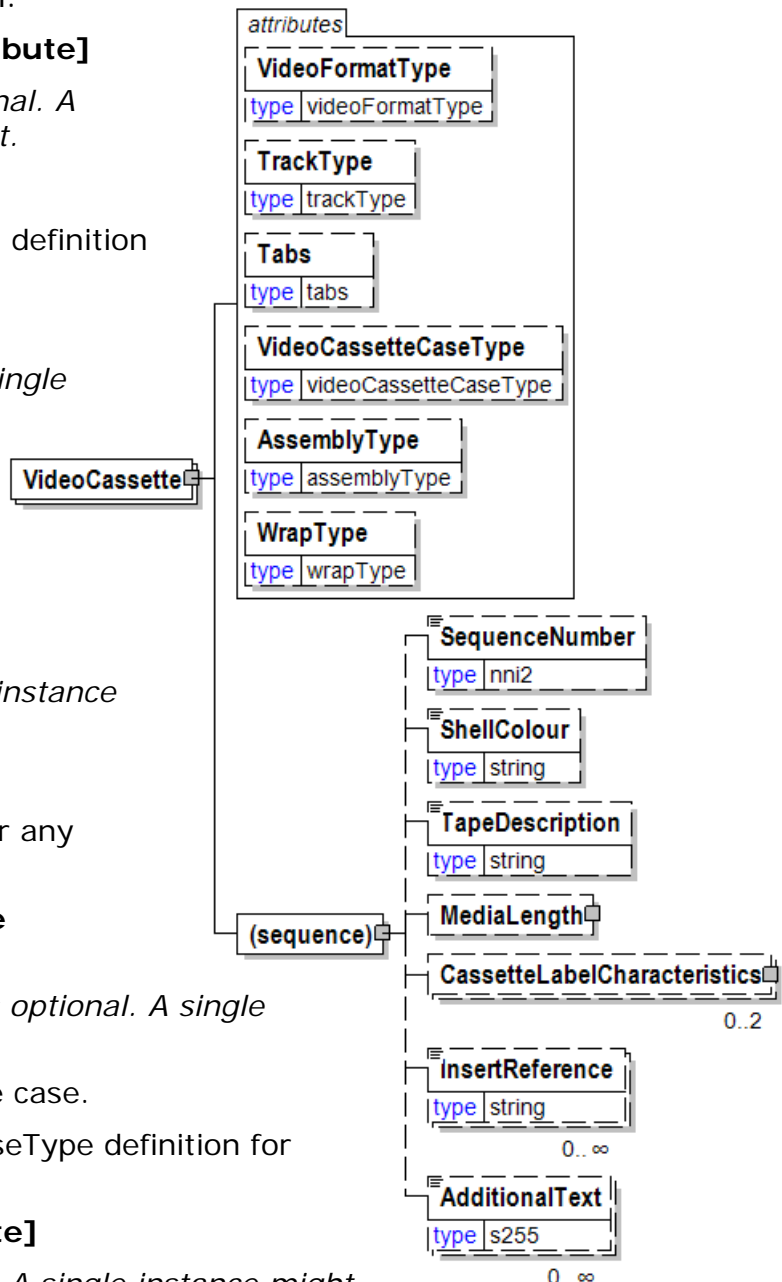 bute]
nal. A
t.
definition
ingle
instance
r any
e
optional. A single
e case.
seType definition for
te]
A single instance might
attributes
VideoFormatType
type videoFormatType
TrackType
type trackType
Tabs
type tabs
VideoCassetteCaseType
type videoCassetteCaseType
AssemblyType
type assemblyType
WrapType
type wrapType
VideoCassette
(sequence)
SequenceNumber
type nni2
ShellColour
type string
TapeDescription
type string
MediaLength
CassetteLabelCharacteristics
0..2
InsertReference
type string
0..∞
AdditionalText
type s255
0..∞